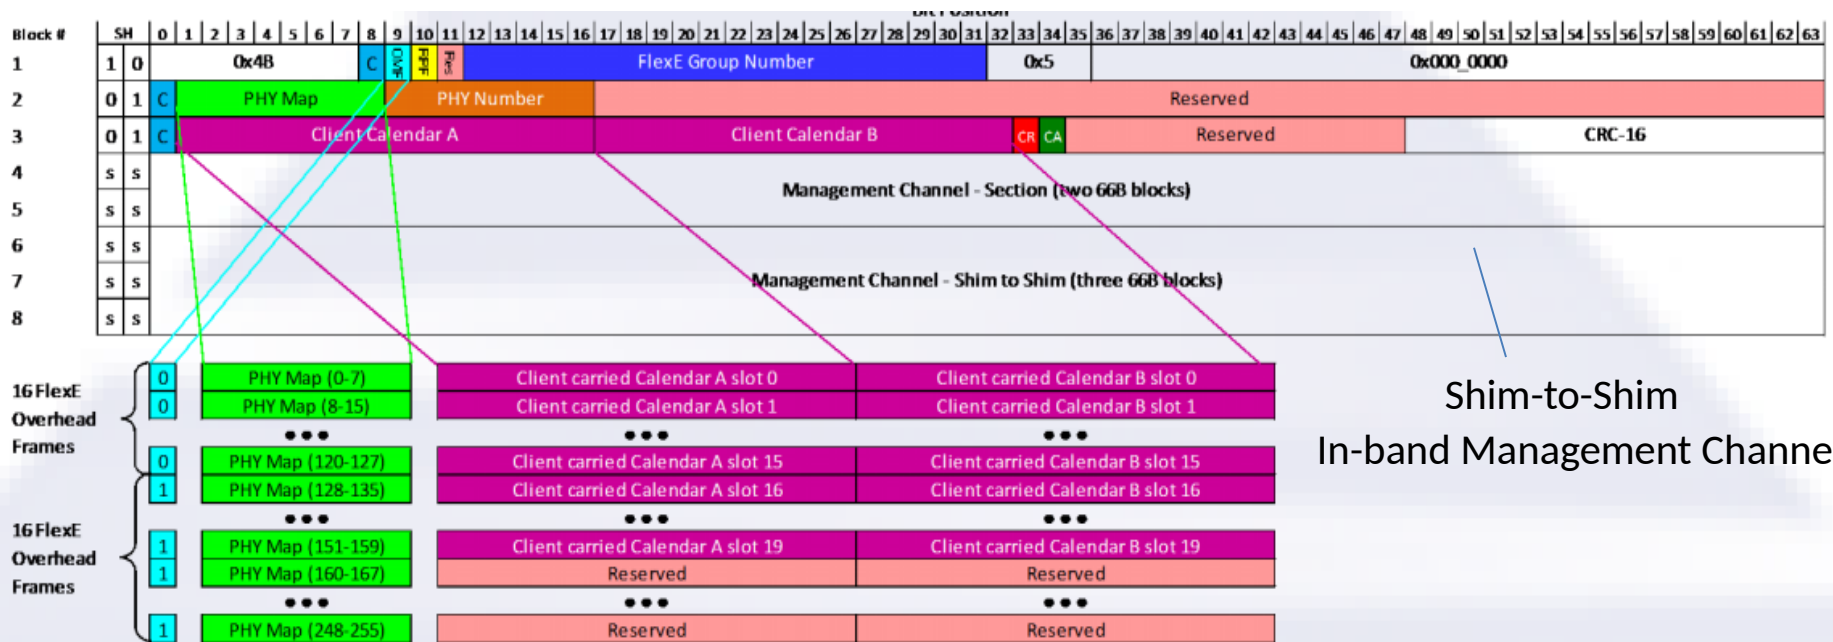 Bit Position
Block # SH 0 1 2 3 4 5 6 7 8 9 10 11 12 13 14 15 16 17 18 19 20 21 22 23 24 25 26 27 28 29 30 31 32 33 34 35 36 37 38 39 40 41 42 43 44 45 46 47 48 49 50 51 52 53 54 55 56 57 58 59 60 61 62 63
1 1 0 0x4B C OMF RPF Res FlexE Group Number 0x5 0x000_0000
2 0 1 C PHY Map PHY Number Reserved
3 0 1 C Client Calendar A Client Calendar B CR CA Reserved CRC-16
4 s s
Management Channel - Section (two 66B blocks)
5 s s
6 s s
7 s s Management Channel - Shim to Shim (three 66B blocks)
8 s s
16 FlexE
Overhead
Frames
0 PHY Map (0-7) Client carried Calendar A slot 0 Client carried Calendar B slot 0
0 PHY Map (8-15) Client carried Calendar A slot 1 Client carried Calendar B slot 1
●●● ●●● ●●●
0 PHY Map (120-127) Client carried Calendar A slot 15 Client carried Calendar B slot 15
1 PHY Map (128-135) Client carried Calendar A slot 16 Client carried Calendar B slot 16
●●● ●●● ●●●
16 FlexE
Overhead
Frames
1 PHY Map (151-159) Client carried Calendar A slot 19 Client carried Calendar B slot 19
1 PHY Map (160-167) Reserved Reserved
●●● ●●● ●●●
1 PHY Map (248-255) Reserved Reserved
Shim-to-Shim
In-band Management Channe